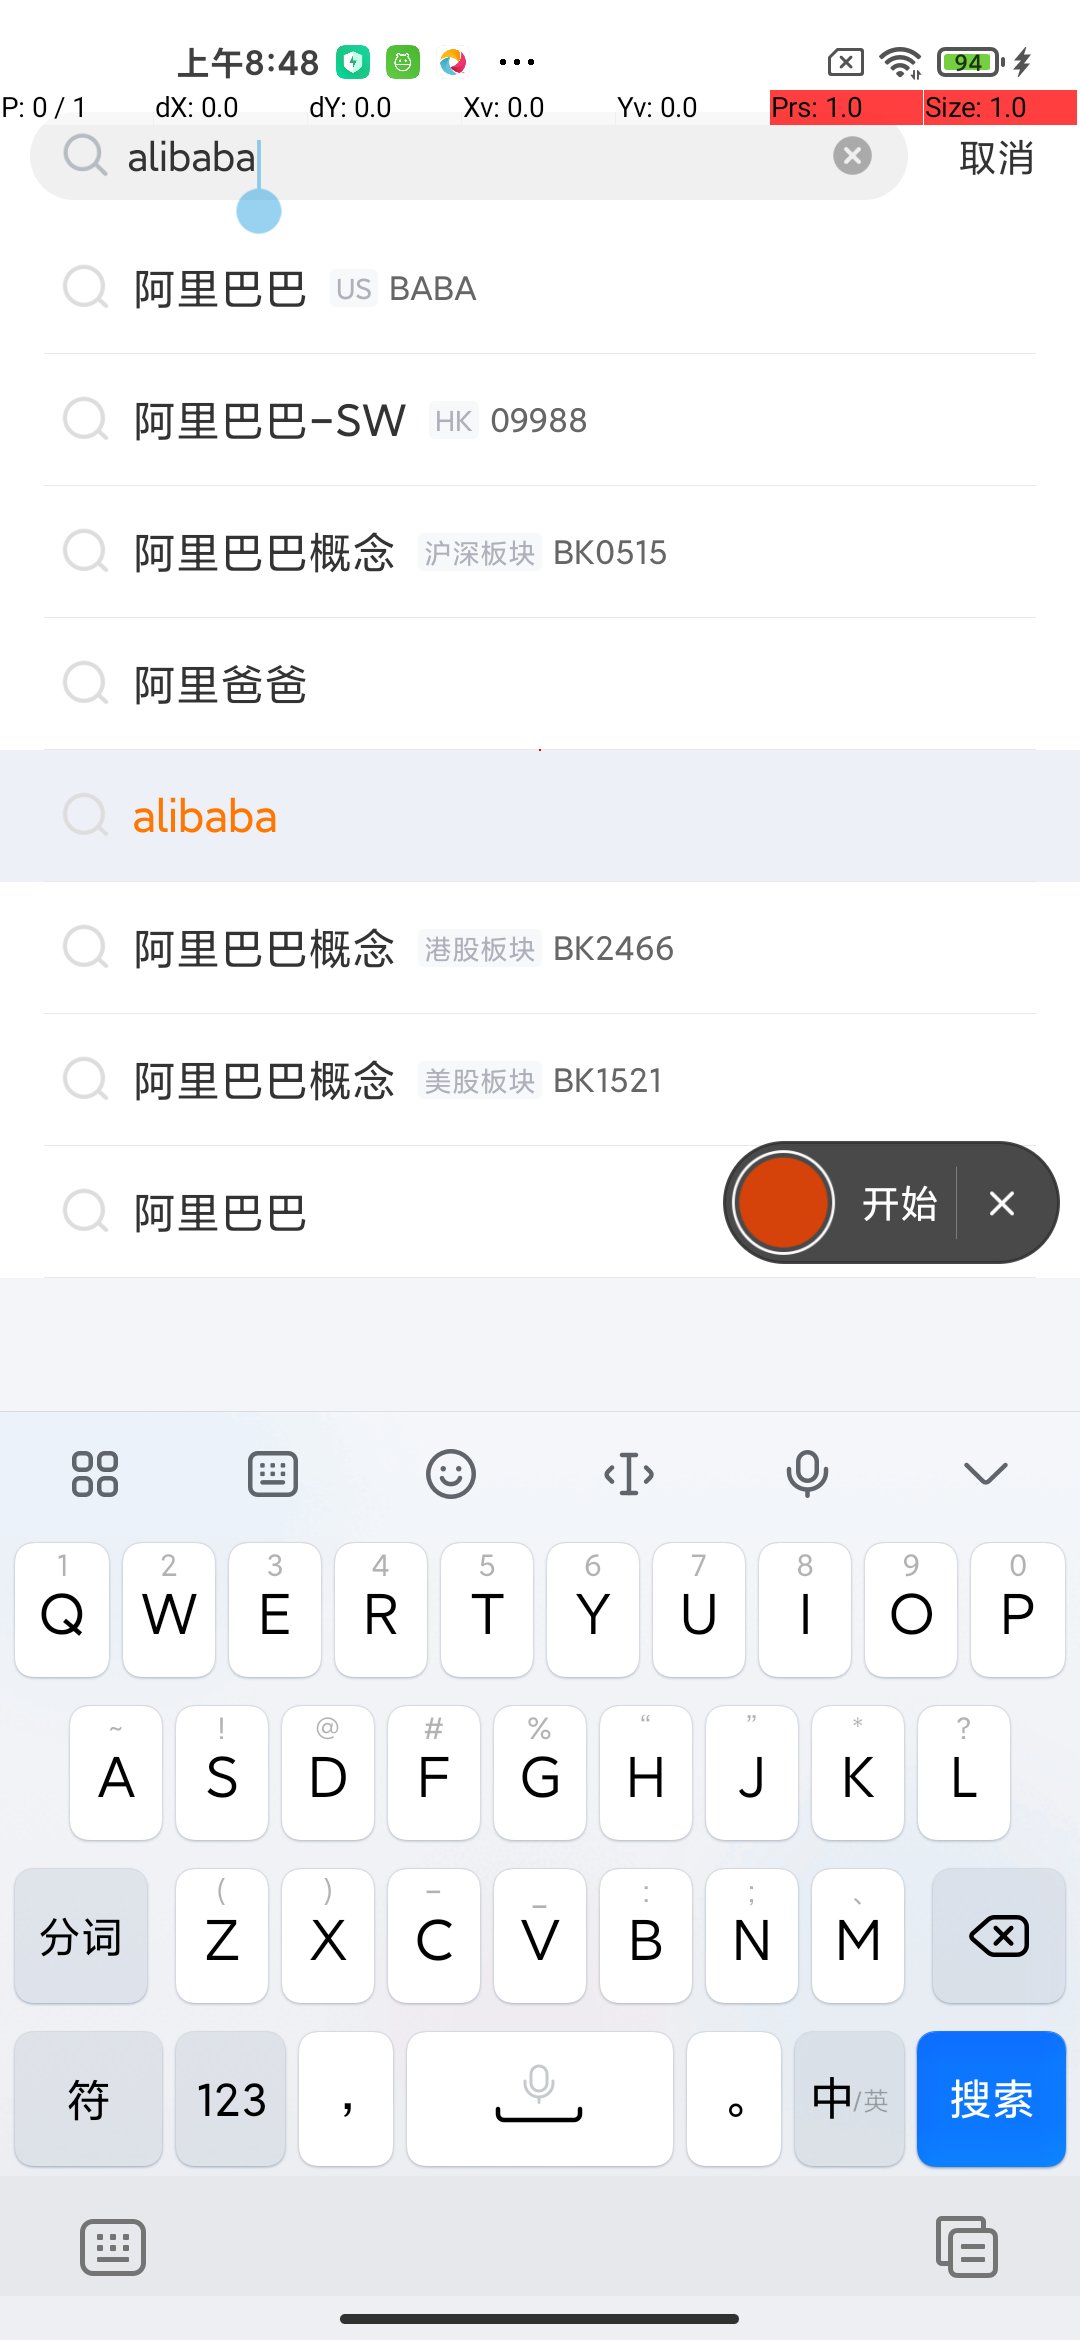 上午8:48 ··· 94
P: 0 / 1 dX: 0.0 dY: 0.0 Xv: 0.0 Yv: 0.0 Prs: 1.0 Size: 1.0
alibaba 取消
阿里巴巴 US BABA
阿里巴巴-SW HK 09988
阿里巴巴概念 沪深板块 BK0515
阿里爸爸
alibaba
阿里巴巴概念 港股板块 BK2466
阿里巴巴概念 美股板块 BK1521
阿里巴巴 开始
1 2 3 4 5 6 7 8 9 0
Q W E R T Y U I O P
~ ! @ # % “ ” * ?
A S D F G H J K L
( ) – _ : ; 、
分词 Z X C V B N M
符 123 ， 。 中/英 搜索